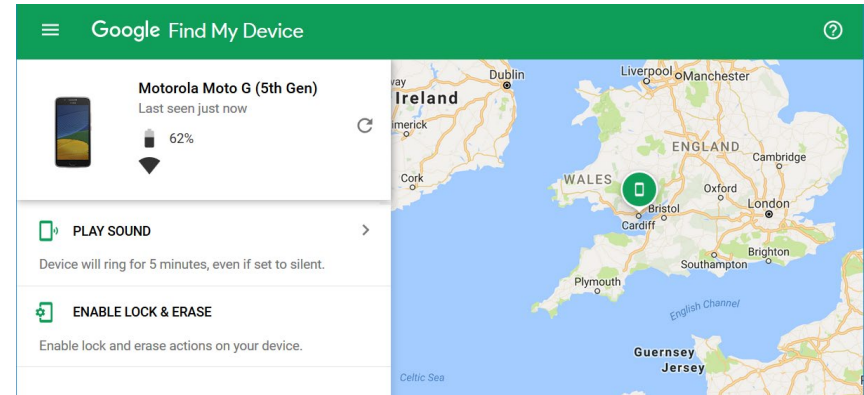 Google Find My Device
Motorola Moto G (5th Gen)
Last seen just now
62%
PLAY SOUND
Device will ring for 5 minutes, even if set to silent.
ENABLE LOCK & ERASE
Enable lock and erase actions on your device.
way
Dublin
Liverpool
Manchester
Ireland
imerick
ENGLAND
Cambridge
Cork
WALES
Oxford
London
Bristol
Cardiff
Brighton
Southampton
Plymouth
English Channel
Guernsey
Jersey
Celtic Sea